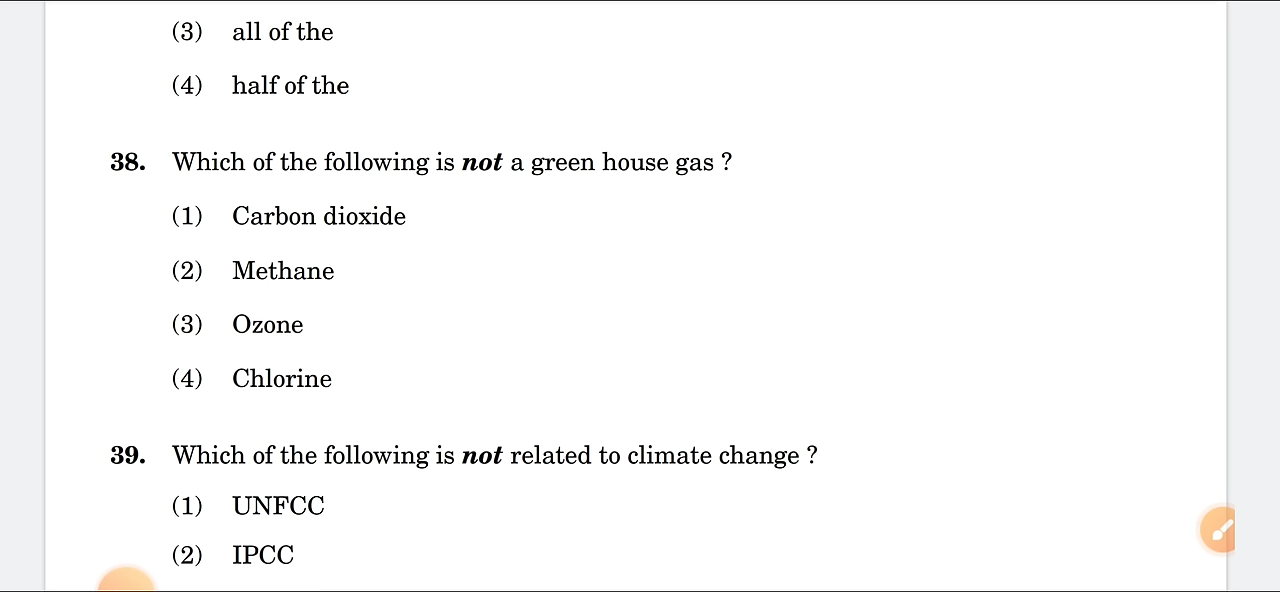 (3) all of the
(4) half of the
38. Which of the following is not a green house gas ?
(1) Carbon dioxide
(2) Methane
(3) Ozone
(4) Chlorine
39. Which of the following is not related to climate change ?
(1) UNFCC
(2) IPCC